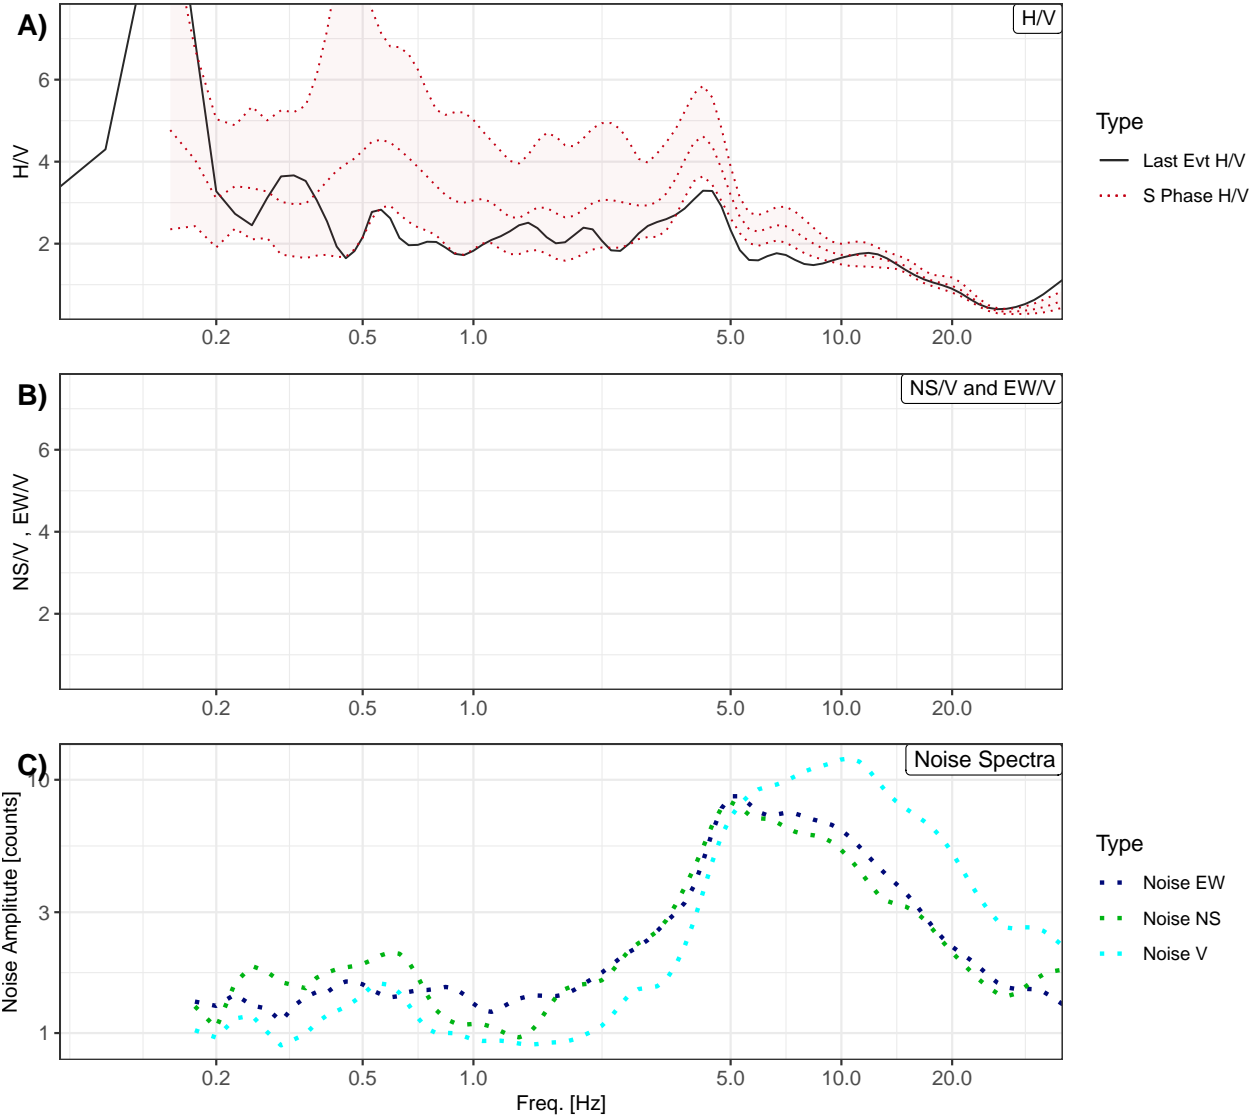 A)
H/V
6
4
2
H/V
0.2 0.5 1.0 5.0 10.0 20.0
Type
Last Evt H/V
S Phase H/V
B)
NS/V and EW/V
6
4
2
NS/V , EW/V
0.2 0.5 1.0 5.0 10.0 20.0
C)
Noise Spectra
10
3
1
Noise Amplitute [counts]
0.2 0.5 1.0 5.0 10.0 20.0
Freq. [Hz]
Type
Noise EW
Noise NS
Noise V